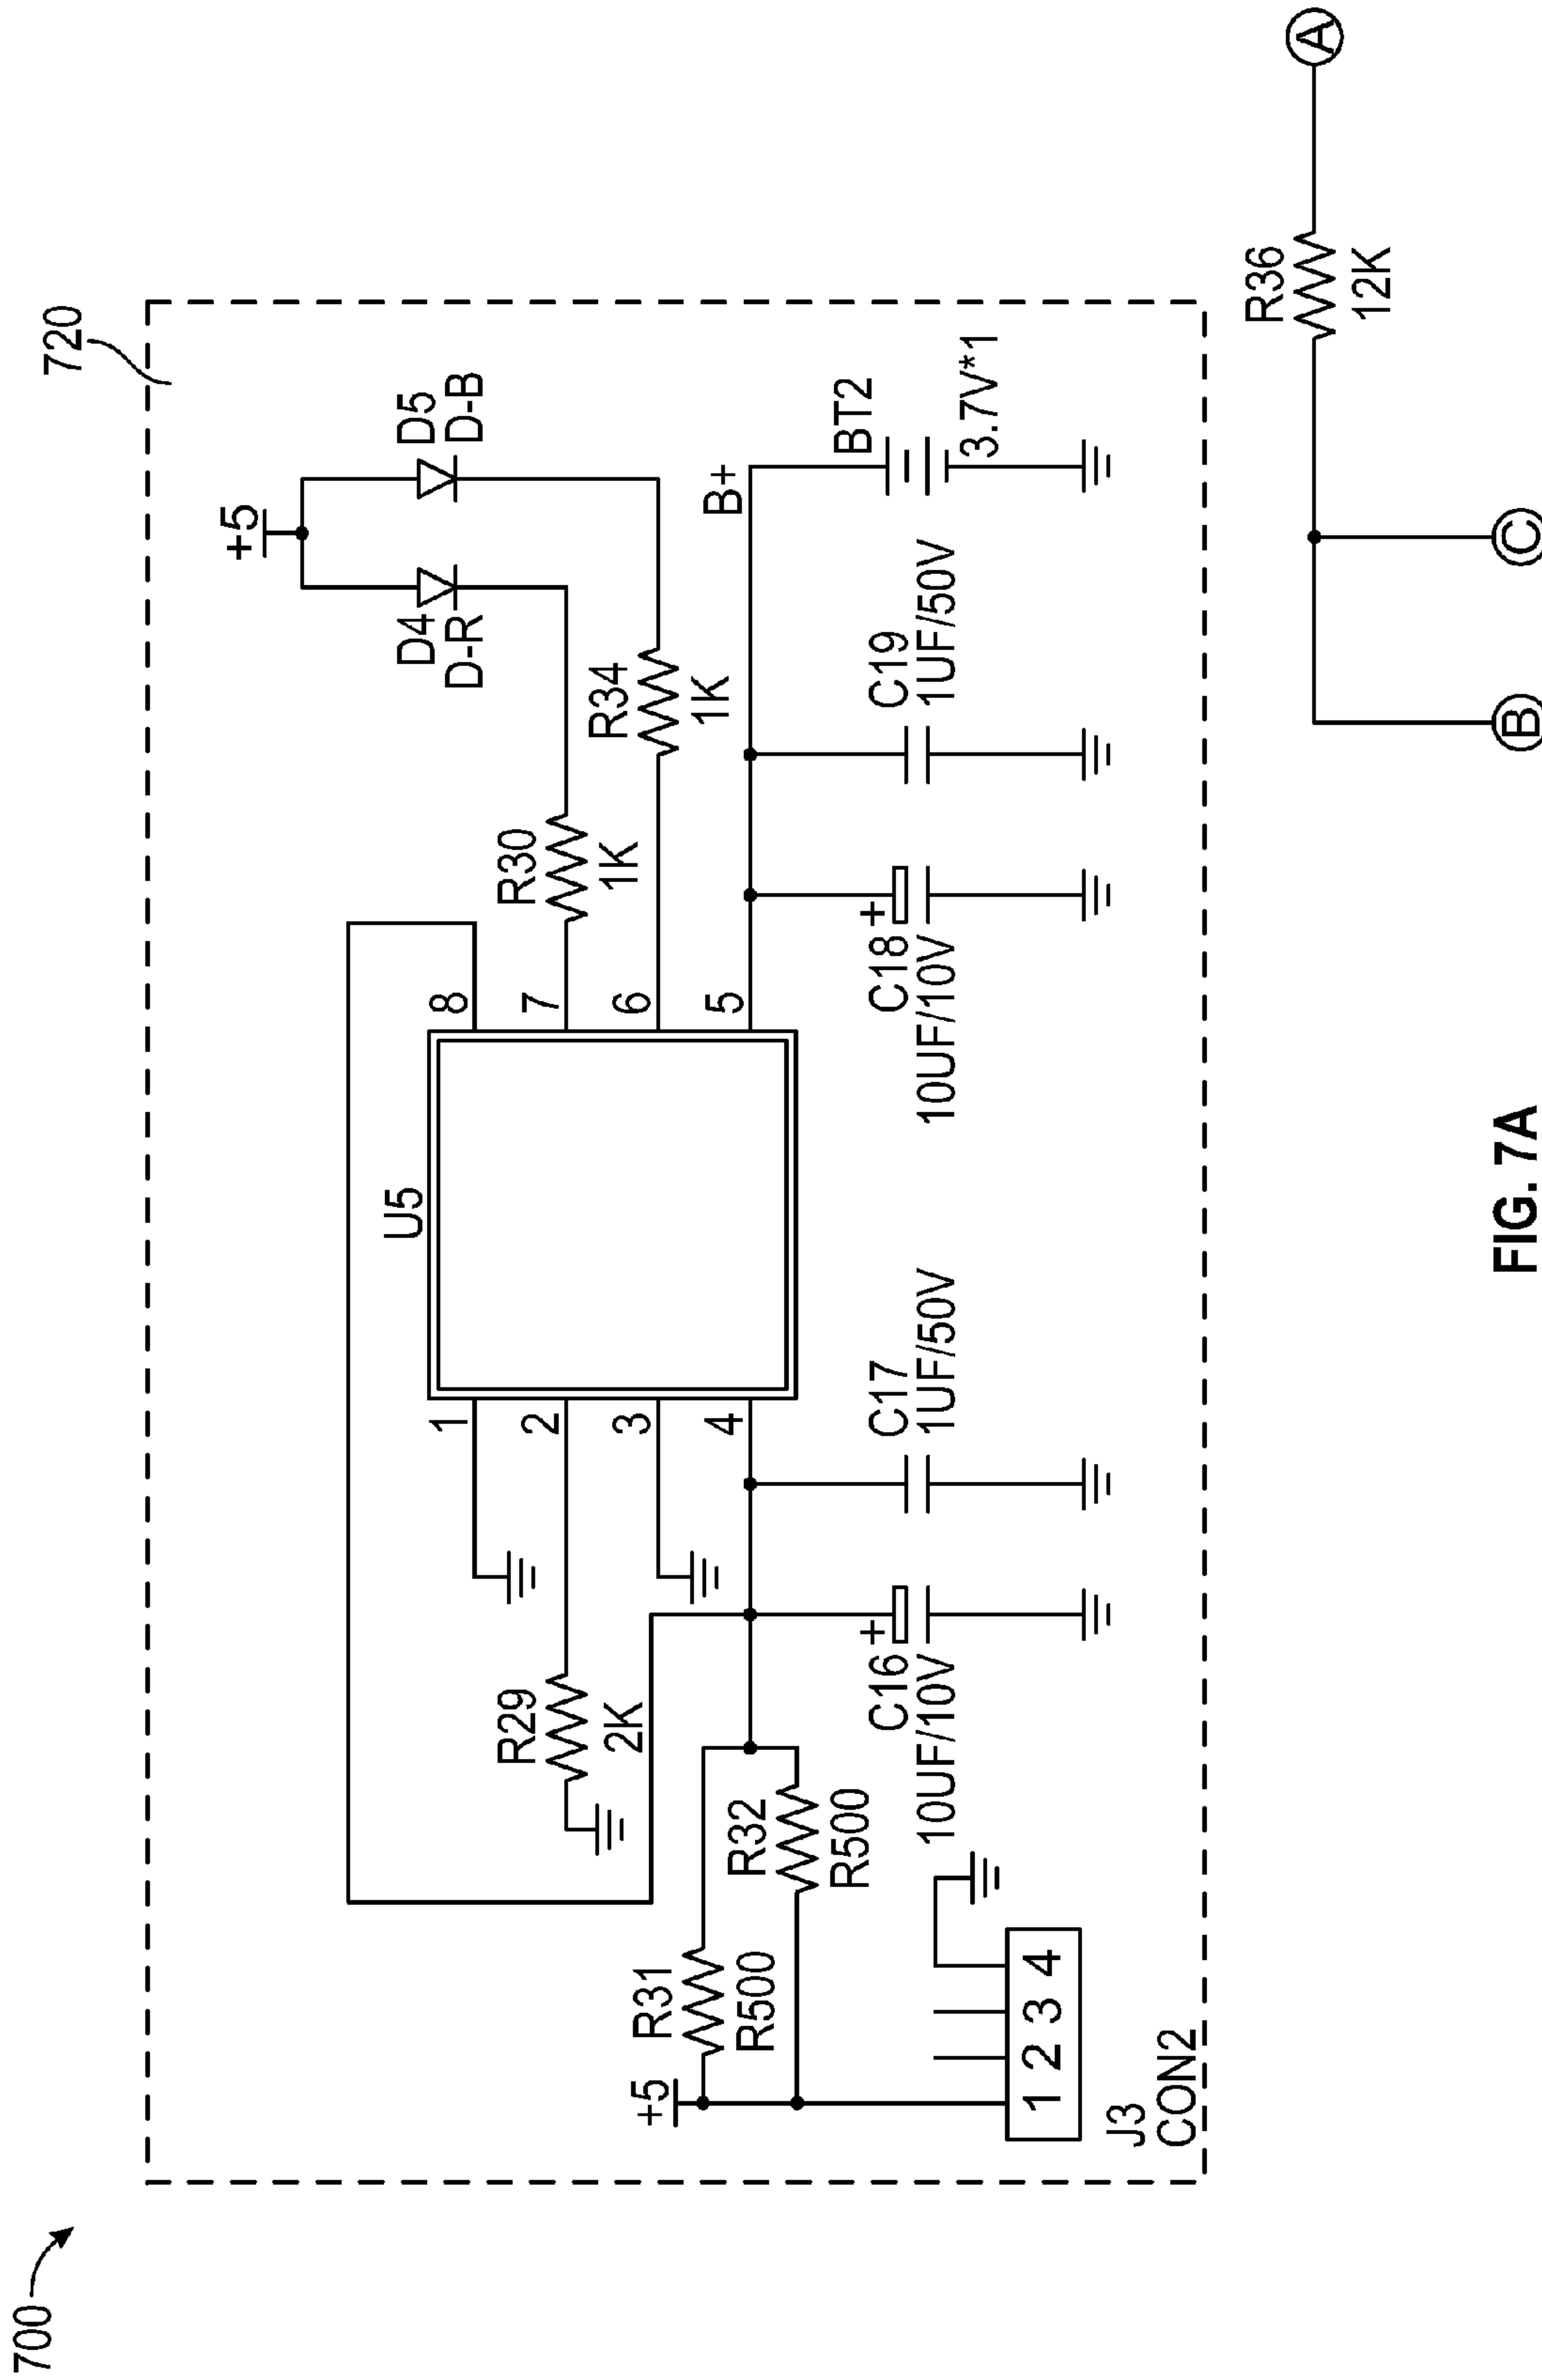 700
720
+5
D4
D-R
D5
D-B
U5
1
2
3
4
8
7
6
5
R30
1K
R34
1K
R29
2K
B+
BT2
3.7V*1
R31
R500
R32
R500
+5
C16
+
10UF/10V
C17
1UF/50V
C18
+
10UF/10V
C19
1UF/50V
1 2 3 4
J3
CON2
R36
12K
A
B
C
FIG. 7A